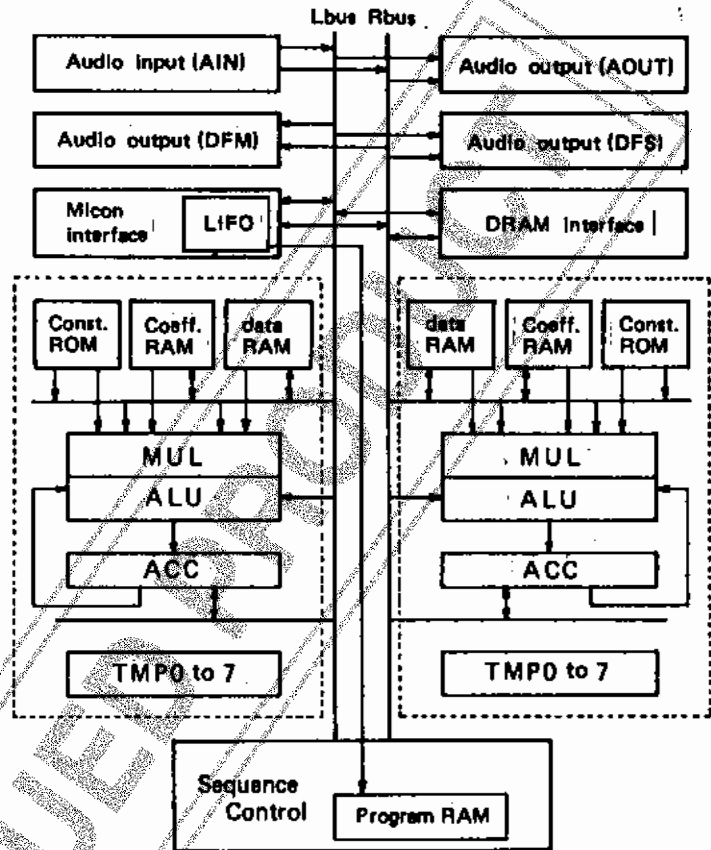 Lbus Rbus
Audio input (AIN)
Audio output (AOUT)
Audio output (DFM)
Audio output (DFS)
Micon
interface
LIFO
DRAM interface
Const.
ROM
Coeff.
RAM
data
RAM
data
RAM
Coeff.
RAM
Const.
ROM
MUL
ALU
ACC
TMP0 to 7
MUL
ALU
ACC
TMP0 to 7
Sequence
Control
Program RAM
UED PRODUCT